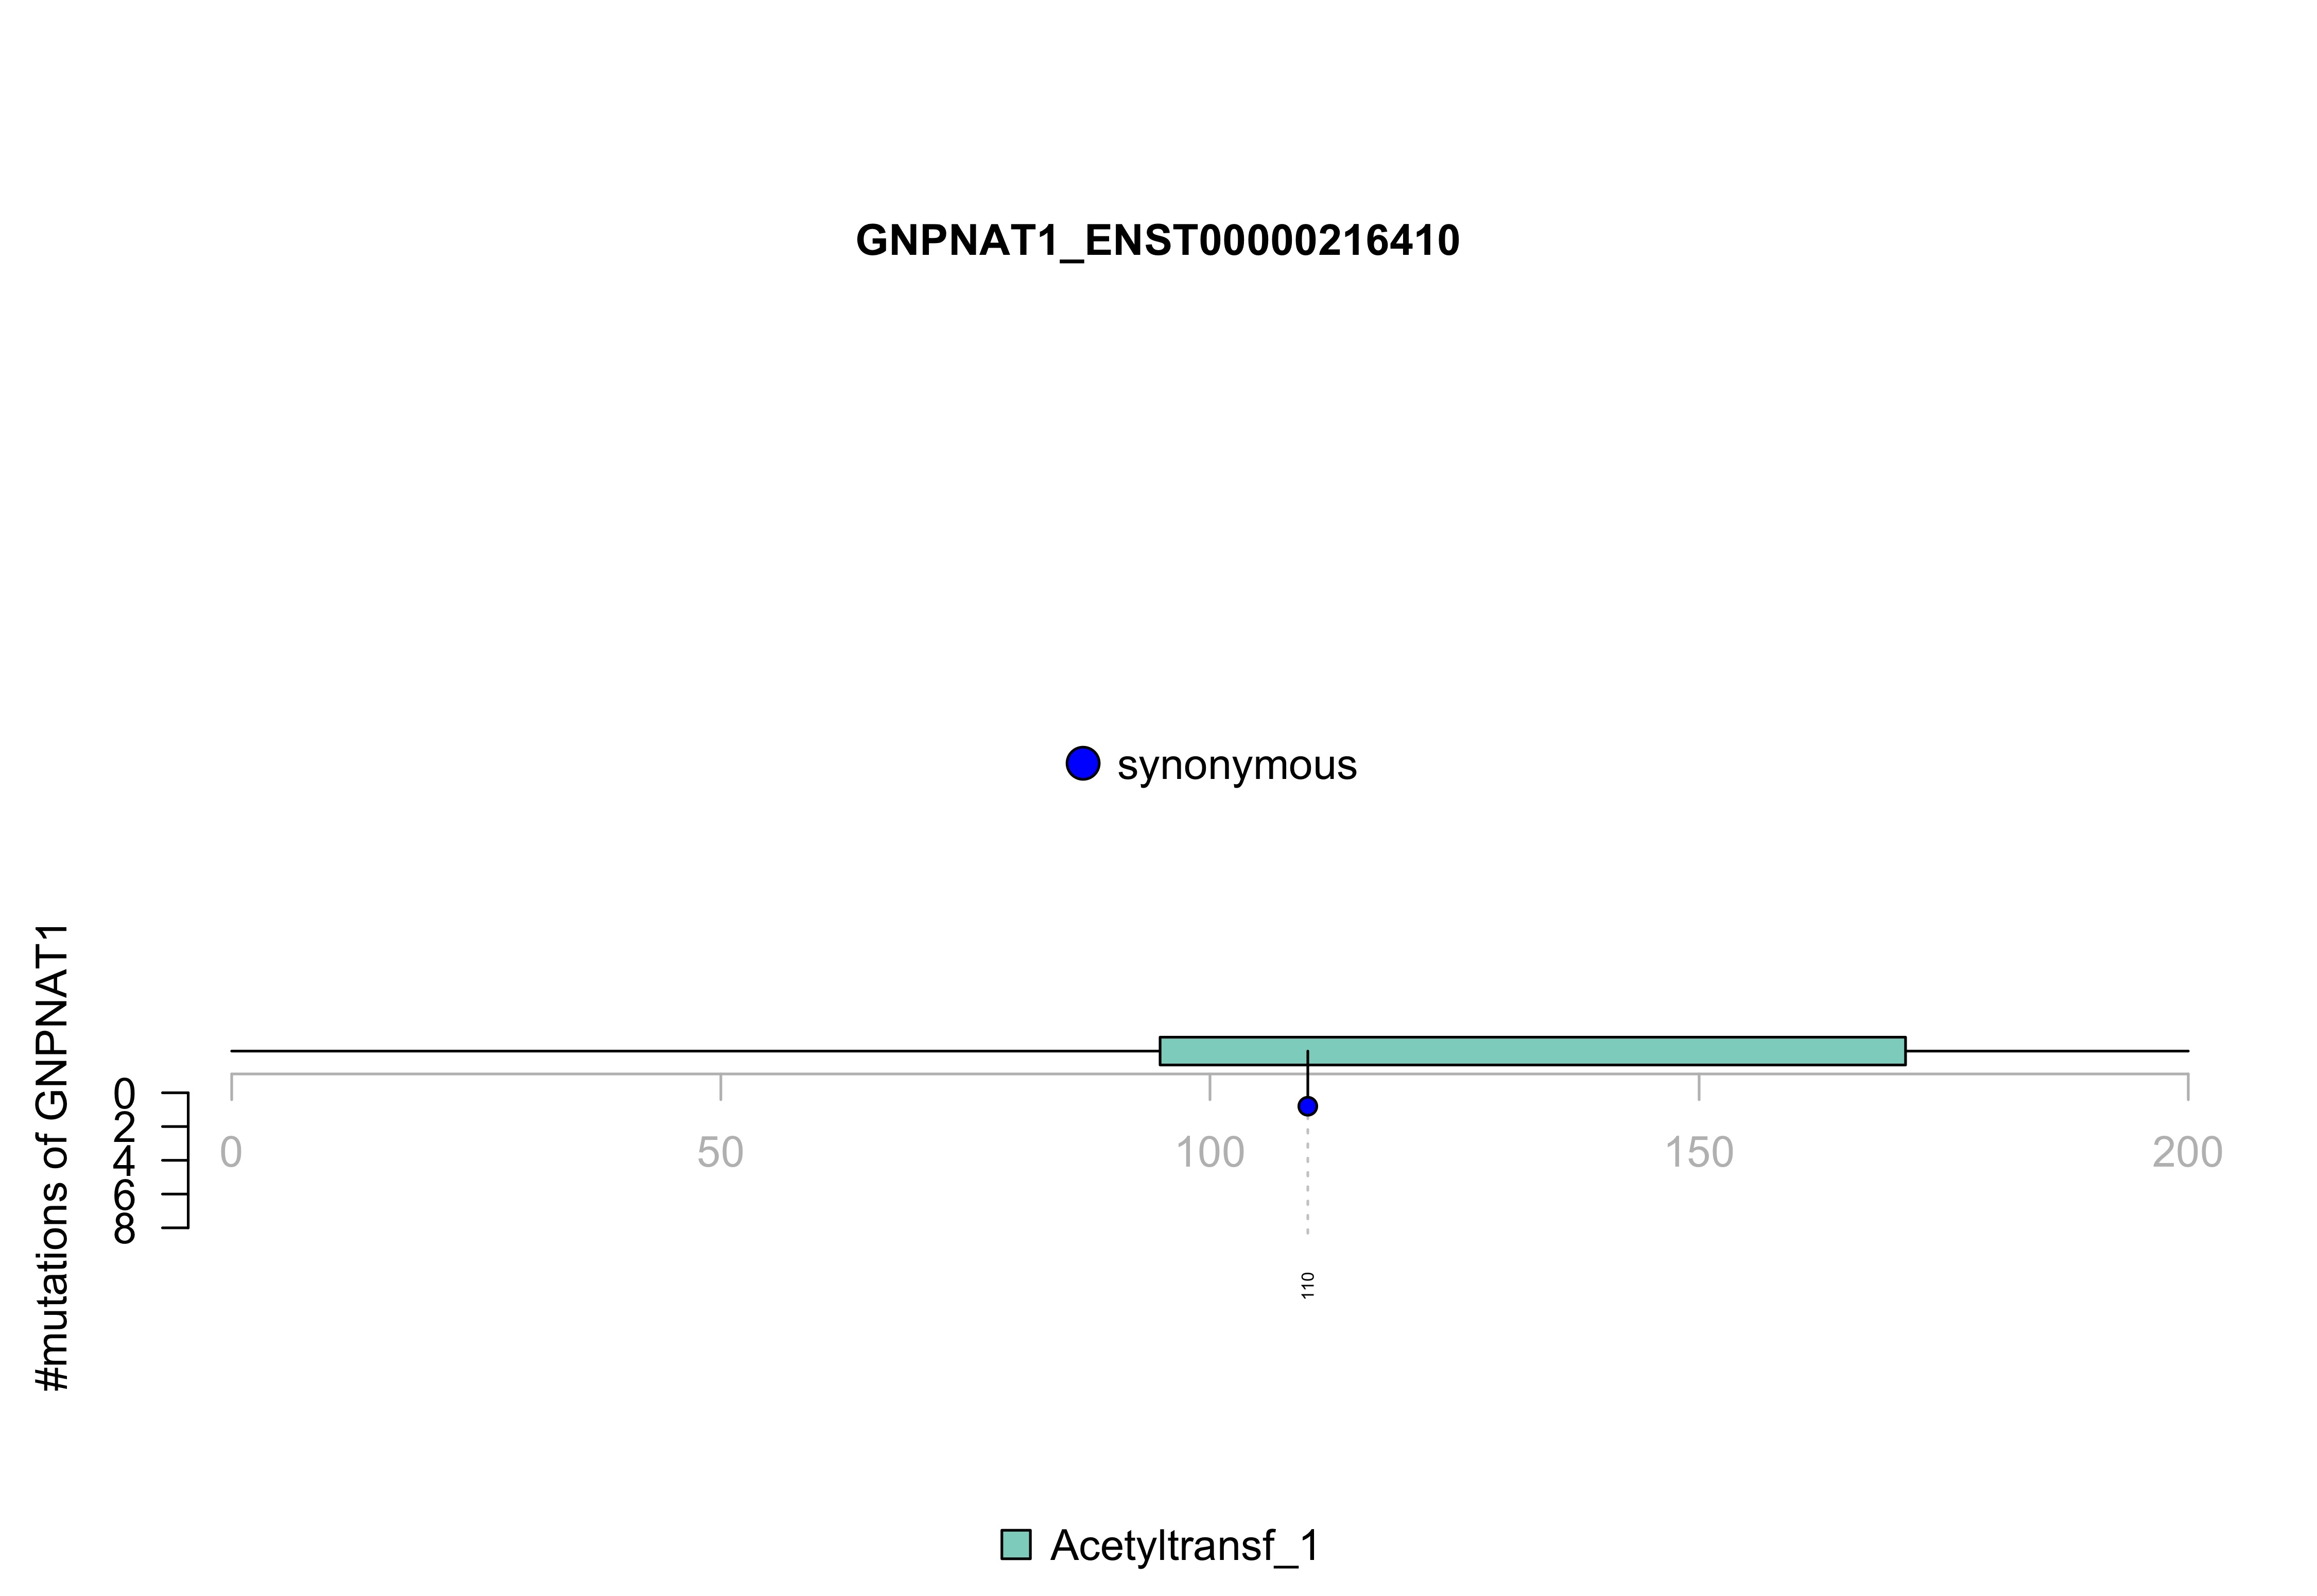 GNPNAT1_ENST00000216410
synonymous
#mutations of GNPNAT1
0
2
4
6
8
0 50 100 150 200
110
Acetyltransf_1